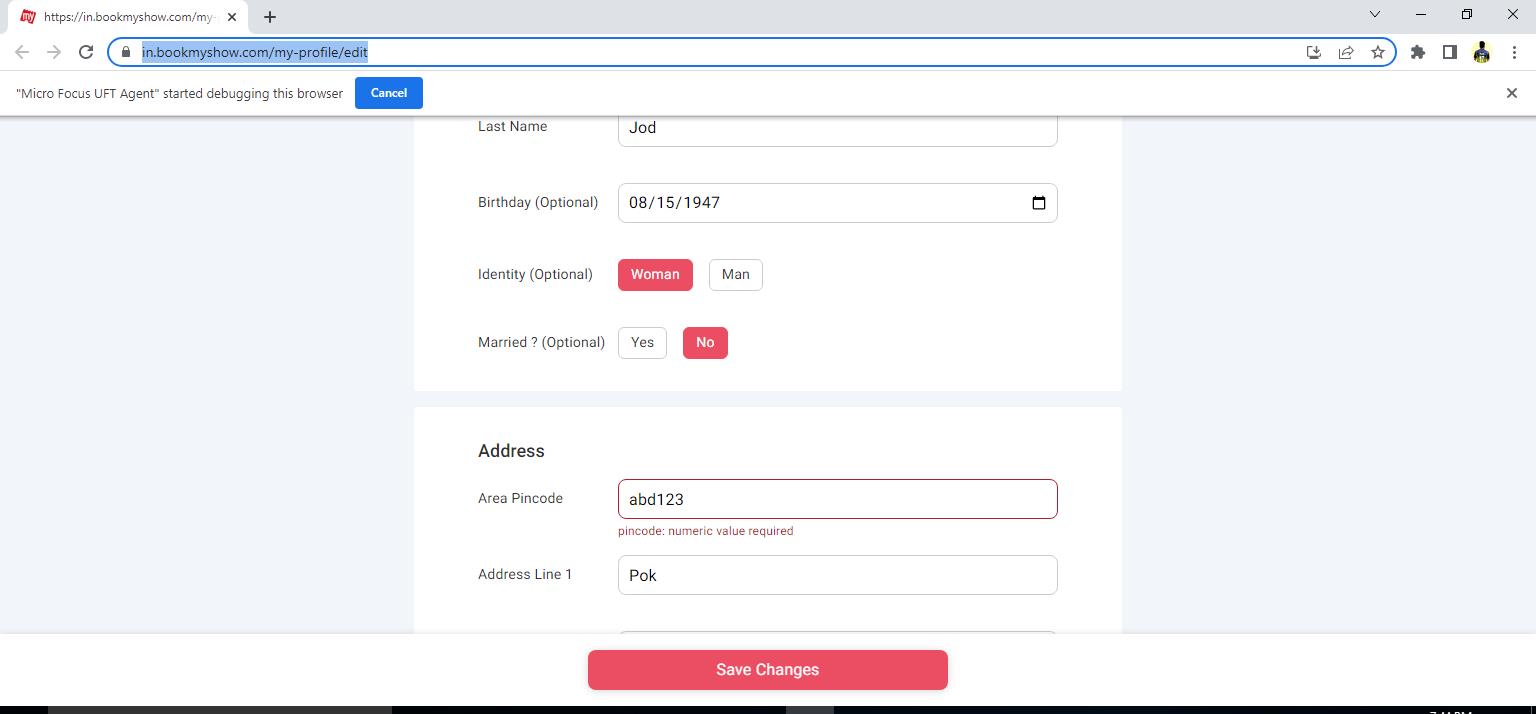 my https://in.bookmyshow.com/my-
in.bookmyshow.com/my-profile/edit
"Micro Focus UFT Agent" started debugging this browser Cancel
Last Name Jod
Birthday (Optional) 08/15/1947
Identity (Optional) Woman Man
Married ? (Optional) Yes No
Address
Area Pincode abd123
pincode: numeric value required
Address Line 1 Pok
Save Changes